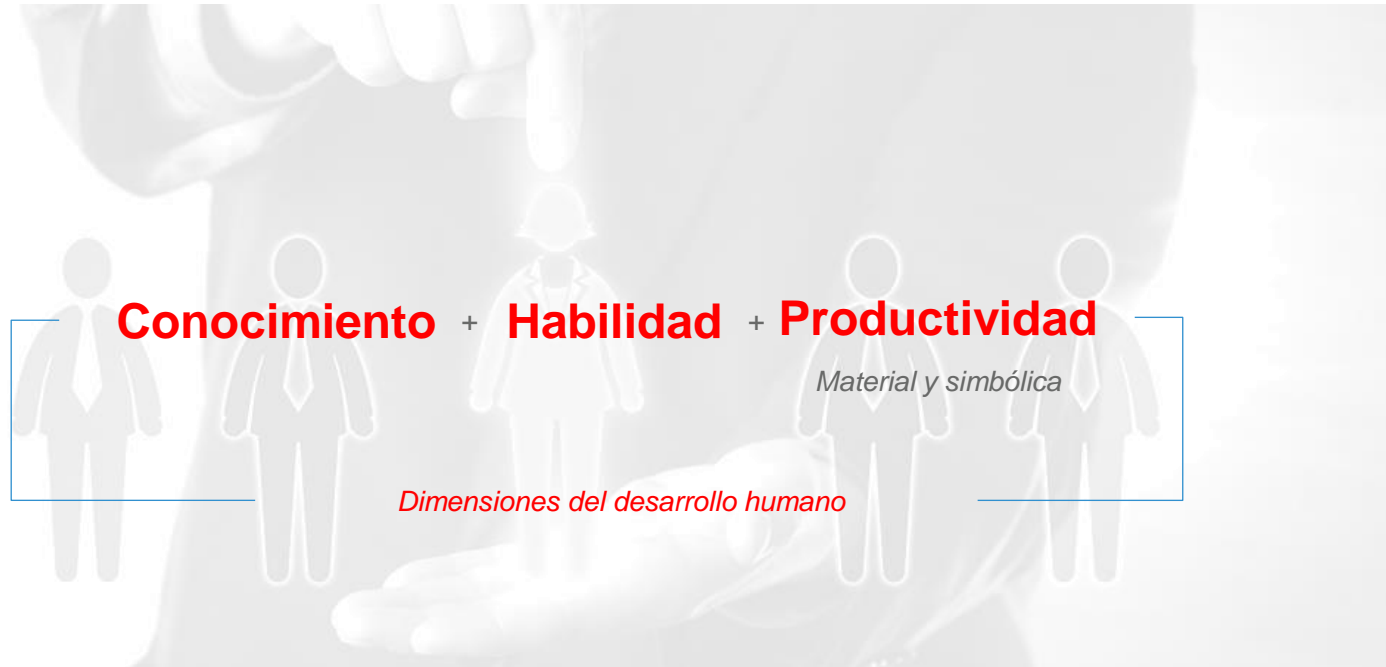 Conocimiento + Habilidad + Productividad
Material y simbólica
Dimensiones del desarrollo humano